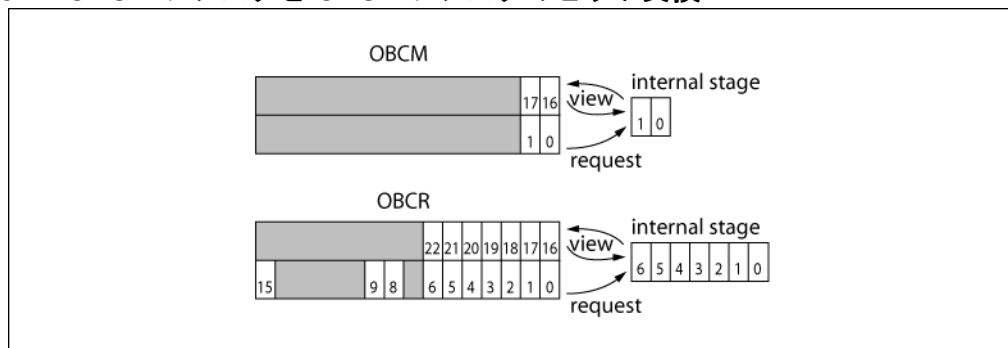 OBCM
internal stage
17 16 view
1 0
1 0
request
OBCR
internal stage
22 21 20 19 18 17 16 view
6 5 4 3 2 1 0
15 9 8 6 5 4 3 2 1 0
request